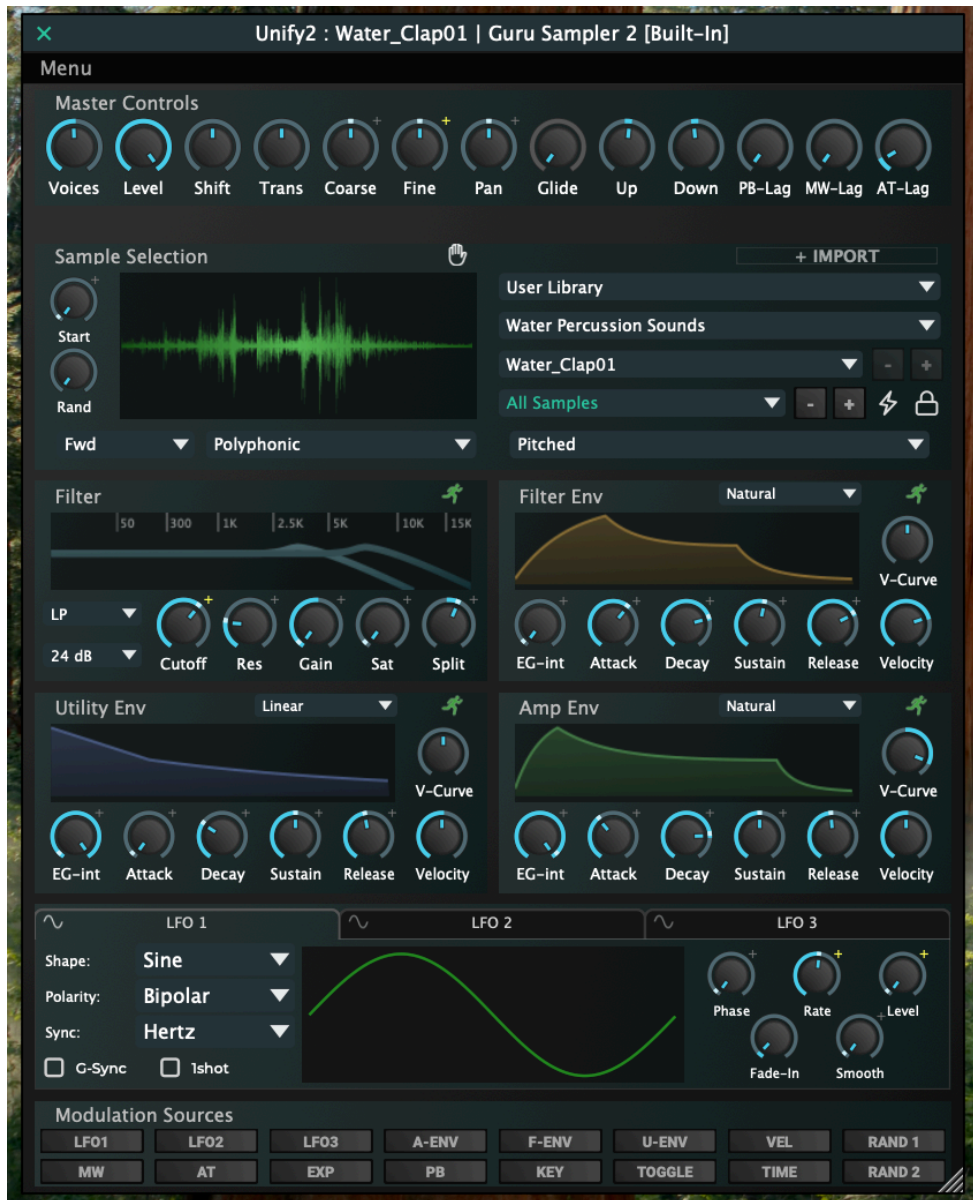 Unify2 : Water_Clap01 | Guru Sampler 2 [Built-In]
Menu
Master Controls
Voices Level Shift Trans Coarse Fine Pan Glide Up Down PB-Lag MW-Lag AT-Lag
Sample Selection
+ IMPORT
Start
Rand
User Library
Water Percussion Sounds
Water_Clap01
- +
All Samples
- +
Fwd Polyphonic Pitched
Filter
50 300 1K 2.5K 5K 10K 15K
LP
24 dB
Cutoff Res Gain Sat Split
Filter Env Natural
V-Curve
EG-int Attack Decay Sustain Release Velocity
Utility Env Linear
V-Curve
EG-int Attack Decay Sustain Release Velocity
Amp Env Natural
V-Curve
EG-int Attack Decay Sustain Release Velocity
LFO 1 LFO 2 LFO 3
Shape: Sine
Polarity: Bipolar
Sync: Hertz
G-Sync 1shot
Phase Rate Level
Fade-In Smooth
Modulation Sources
LFO1 LFO2 LFO3 A-ENV F-ENV U-ENV VEL RAND 1
MW AT EXP PB KEY TOGGLE TIME RAND 2